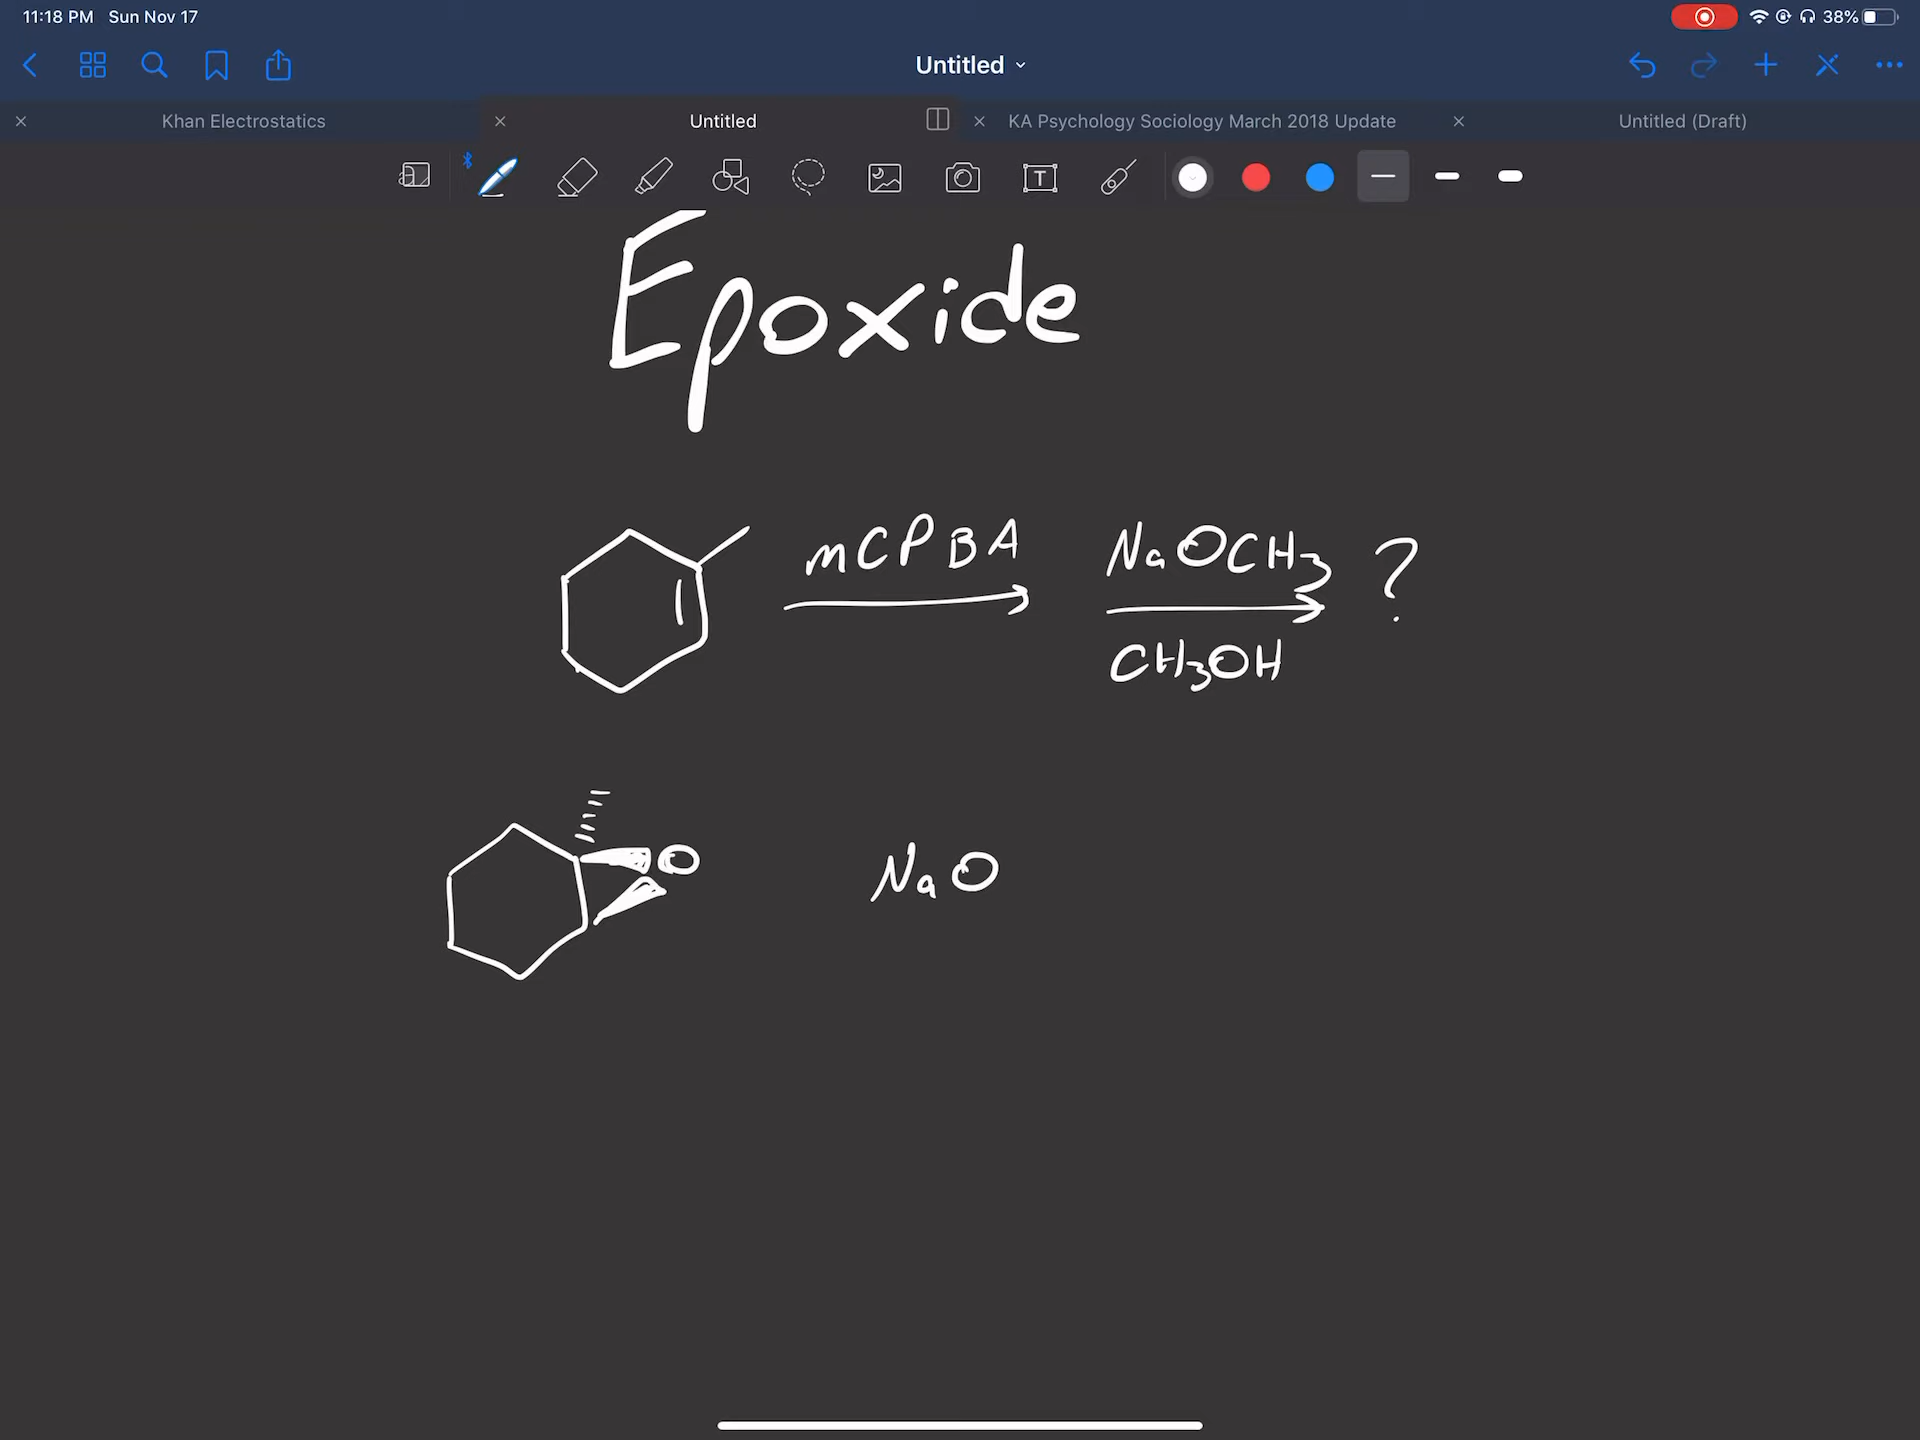 11:18 PM Sun Nov 17
38%
Untitled
Khan Electrostatics
Untitled
KA Psychology Sociology March 2018 Update
Untitled (Draft)
T
Epoxide
mCPBA
NaOCH3 ?
CH3OH
O
NaO